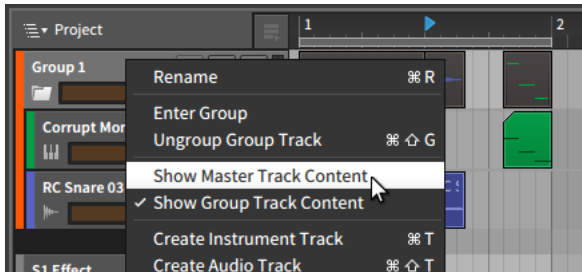 Project
1
2
Group 1
Rename ⌘ R
Enter Group
Corrupt Mor
Ungroup Group Track ⌘ ⇧ G
Show Master Track Content
RC Snare 03
✓ Show Group Track Content
Create Instrument Track ⌘ T
S1 Effect
Create Audio Track ⌘ ⇧ T